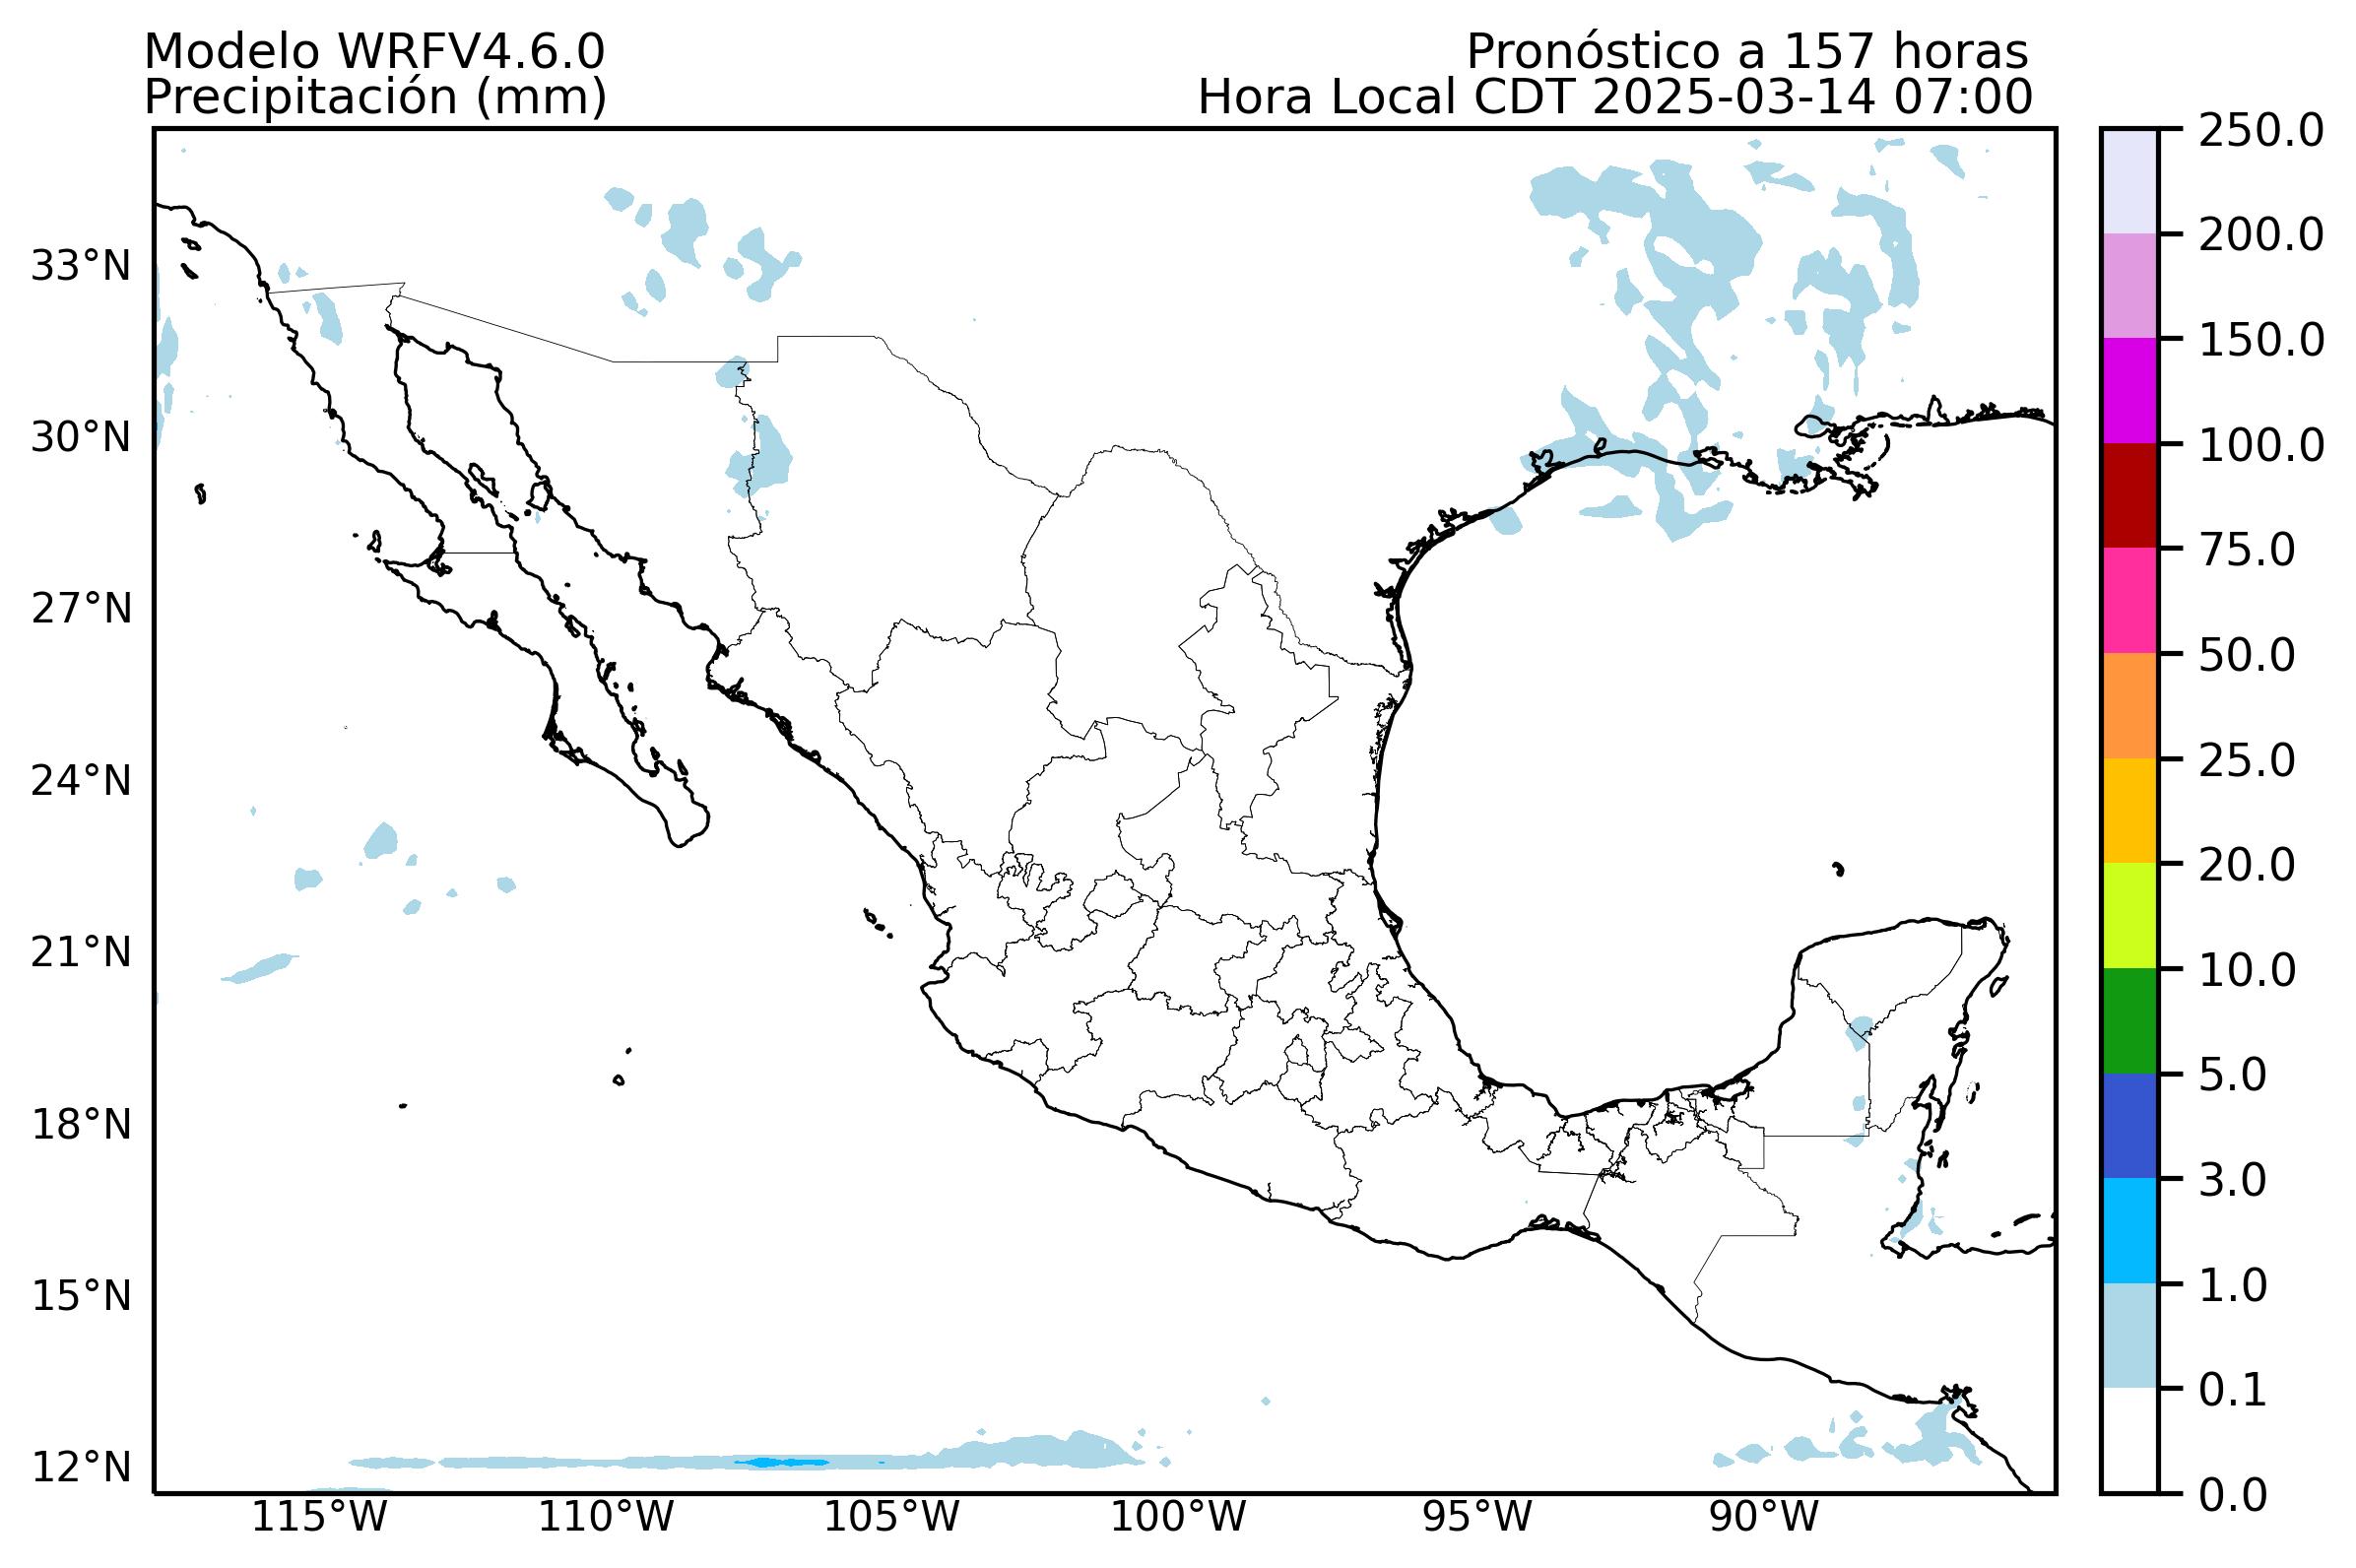 Modelo WRFV4.6.0
Precipitación (mm)
Pronóstico a 157 horas
Hora Local CDT 2025-03-14 07:00
33°N
30°N
27°N
24°N
21°N
18°N
15°N
12°N
115°W
110°W
105°W
100°W
95°W
90°W
250.0
200.0
150.0
100.0
75.0
50.0
25.0
20.0
10.0
5.0
3.0
1.0
0.1
0.0